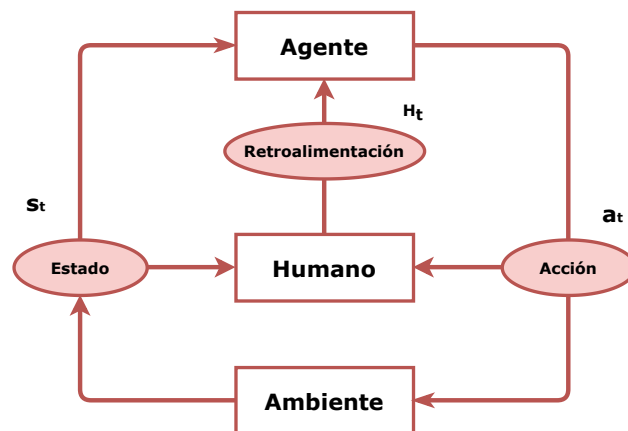 Agente
Ht
Retroalimentación
st
at
Estado
Humano
Acción
Ambiente